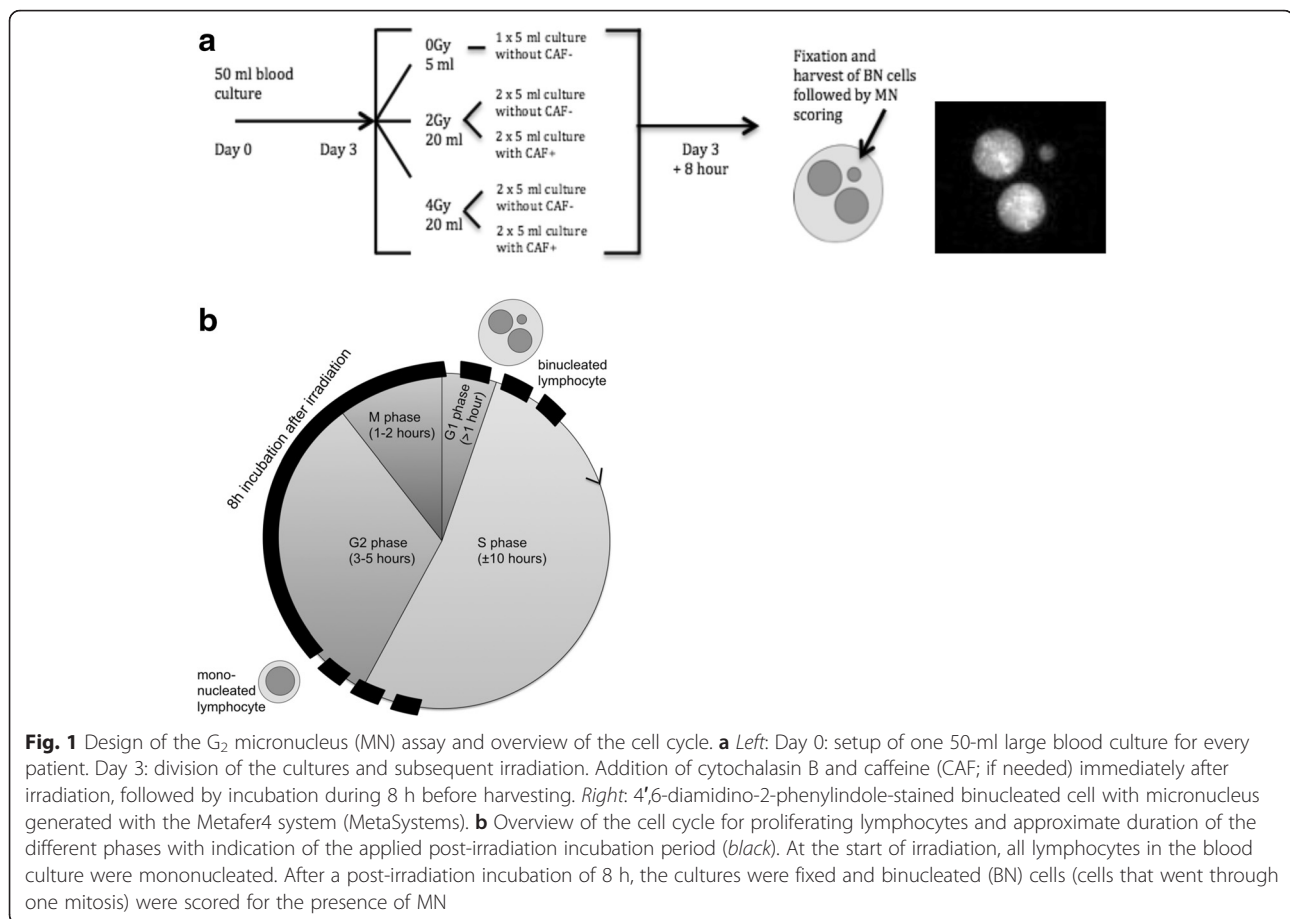 a
50 ml blood
culture
Day 0
Day 3
0Gy
5 ml
1 x 5 ml culture
without CAF-
2Gy
20 ml
2 x 5 ml culture
without CAF-
2 x 5 ml culture
with CAF+
4Gy
20 ml
2 x 5 ml culture
without CAF-
2 x 5 ml culture
with CAF+
Day 3
+ 8 hour
Fixation and
harvest of BN cells
followed by MN
scoring
b
8h incubation after irradiation
binucleated
lymphocyte
M phase
(1-2 hours)
G1 phase
(>1 hour)
G2 phase
(3-5 hours)
S phase
(±10 hours)
mono-
nucleated
lymphocyte
Fig. 1 Design of the G₂ micronucleus (MN) assay and overview of the cell cycle. a Left: Day 0: setup of one 50-ml large blood culture for every
patient. Day 3: division of the cultures and subsequent irradiation. Addition of cytochalasin B and caffeine (CAF; if needed) immediately after
irradiation, followed by incubation during 8 h before harvesting. Right: 4′,6-diamidino-2-phenylindole-stained binucleated cell with micronucleus
generated with the Metafer4 system (MetaSystems). b Overview of the cell cycle for proliferating lymphocytes and approximate duration of the
different phases with indication of the applied post-irradiation incubation period (black). At the start of irradiation, all lymphocytes in the blood
culture were mononucleated. After a post-irradiation incubation of 8 h, the cultures were fixed and binucleated (BN) cells (cells that went through
one mitosis) were scored for the presence of MN